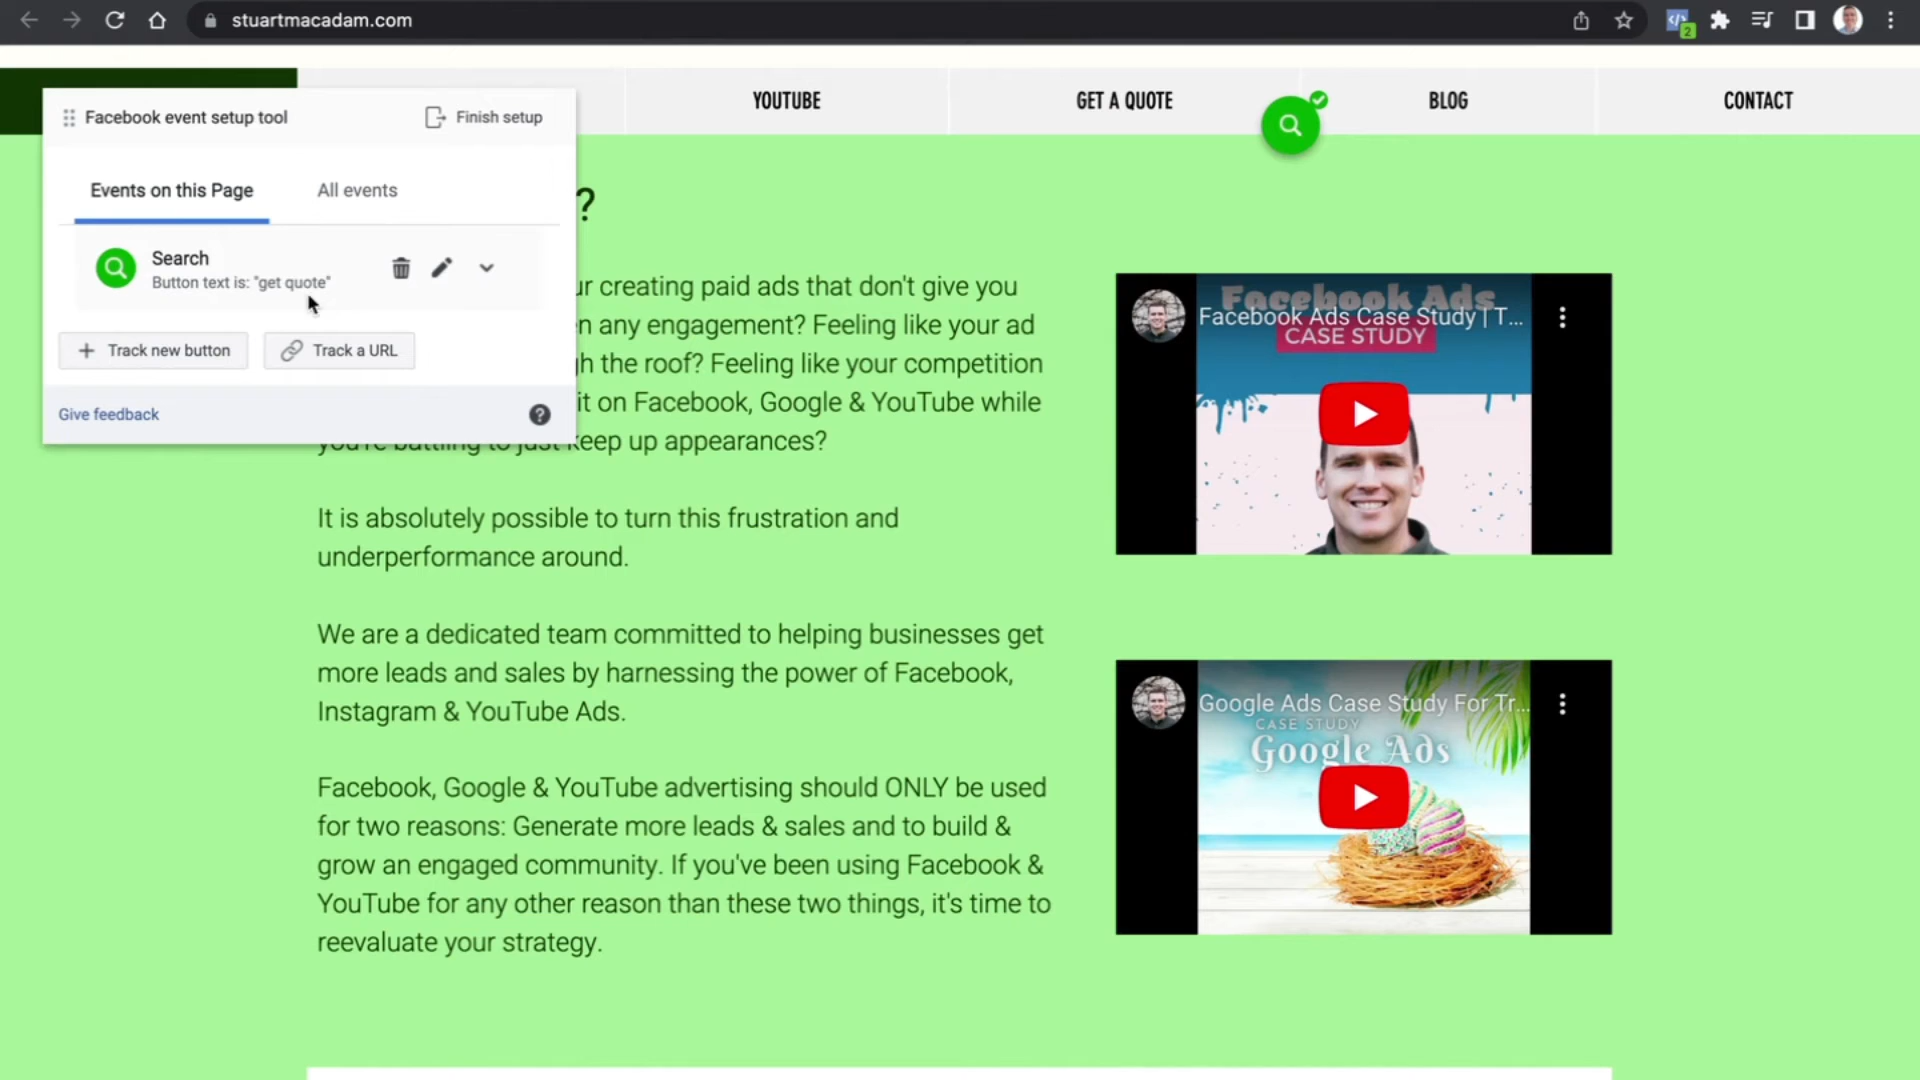 stuartmacadam.com
2
YOUTUBE
GET A QUOTE
BLOG
CONTACT
Facebook event setup tool
Finish setup
Events on this Page
All events
Search
Button text is: "get quote"
Track new button
Track a URL
Give feedback
?
?
ur creating paid ads that don't give you
n any engagement? Feeling like your ad
h the roof? Feeling like your competition
it on Facebook, Google & YouTube while
you're battling to just keep up appearances?
It is absolutely possible to turn this frustration and
underperformance around.
We are a dedicated team committed to helping businesses get
more leads and sales by harnessing the power of Facebook,
Instagram & YouTube Ads.
Facebook, Google & YouTube advertising should ONLY be used
for two reasons: Generate more leads & sales and to build &
grow an engaged community. If you've been using Facebook &
YouTube for any other reason than these two things, it's time to
reevaluate your strategy.
Facebook Ads
Facebook Ads Case Study | T...
CASE STUDY
Google Ads Case Study For Tr...
CASE STUDY
Google Ads